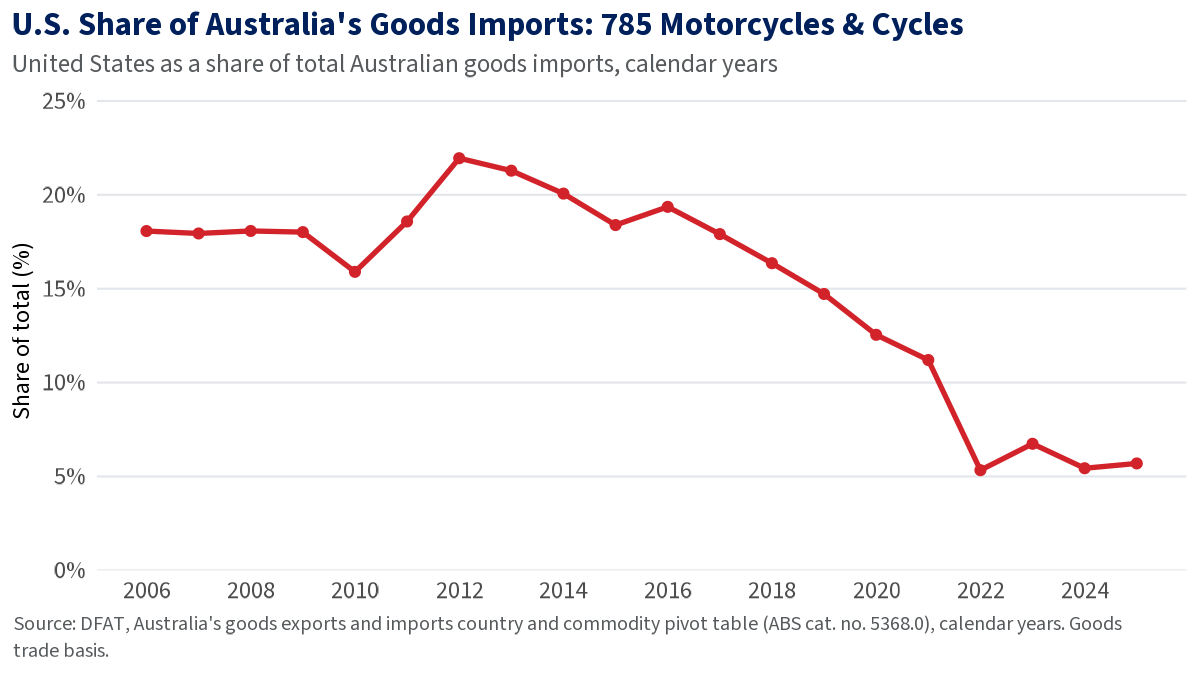 U.S. Share of Australia's Goods Imports: 785 Motorcycles & Cycles
United States as a share of total Australian goods imports, calendar years
Share of total (%)
25%
20%
15%
10%
5%
0%
2006 2008 2010 2012 2014 2016 2018 2020 2022 2024
Source: DFAT, Australia's goods exports and imports country and commodity pivot table (ABS cat. no. 5368.0), calendar years. Goods
trade basis.